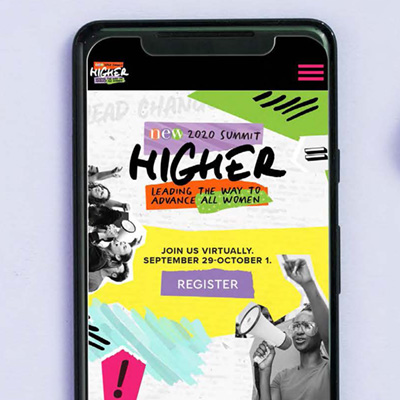 HIGHER
LEAD CHANG
new 2020 SUMMIT
HIGHER
LEADING THE WAY TO
ADVANCE ALL WOMEN
JOIN US VIRTUALLY.
SEPTEMBER 29-OCTOBER 1.
REGISTER
!